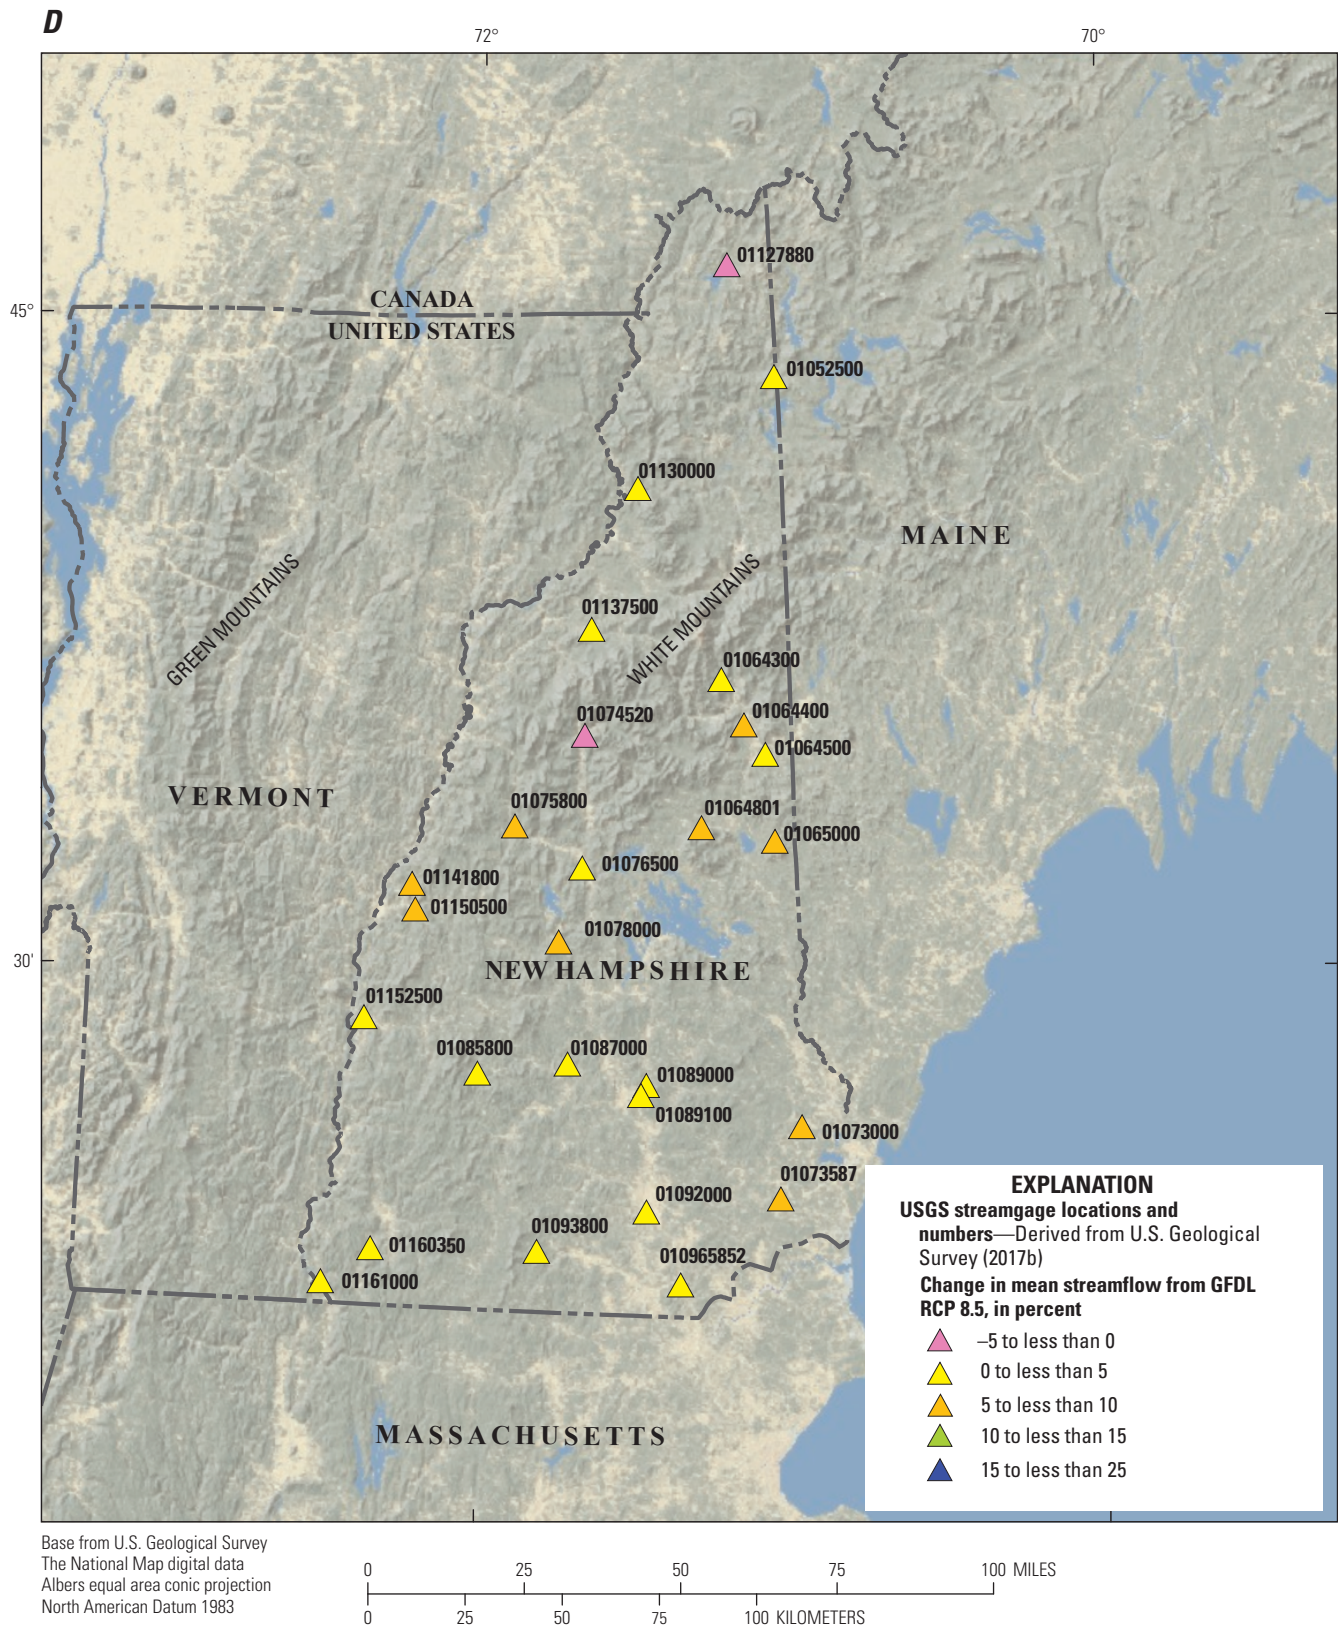 D
72°
70°
01127880
CANADA
45°
UNITED STATES
01052500
01130000
MAINE
GREEN MOUNTAINS
WHITE MOUNTAINS
01137500
01064300
01074520
01064400
01064500
VERMONT
01075800
01064801
01065000
01076500
01141800
01150500
01078000
30'
NEW HAMPSHIRE
01152500
01085800
01087000
01089000
01089100
01073000
01073587
01092000
01093800
01160350
010965852
01161000
MASSACHUSETTS
EXPLANATION
USGS streamgage locations and
numbers—Derived from U.S. Geological
Survey (2017b)
Change in mean streamflow from GFDL
RCP 8.5, in percent
–5 to less than 0
0 to less than 5
5 to less than 10
10 to less than 15
15 to less than 25
Base from U.S. Geological Survey
The National Map digital data
Albers equal area conic projection
North American Datum 1983
0 25 50 75 100 MILES
0 25 50 75 100 KILOMETERS